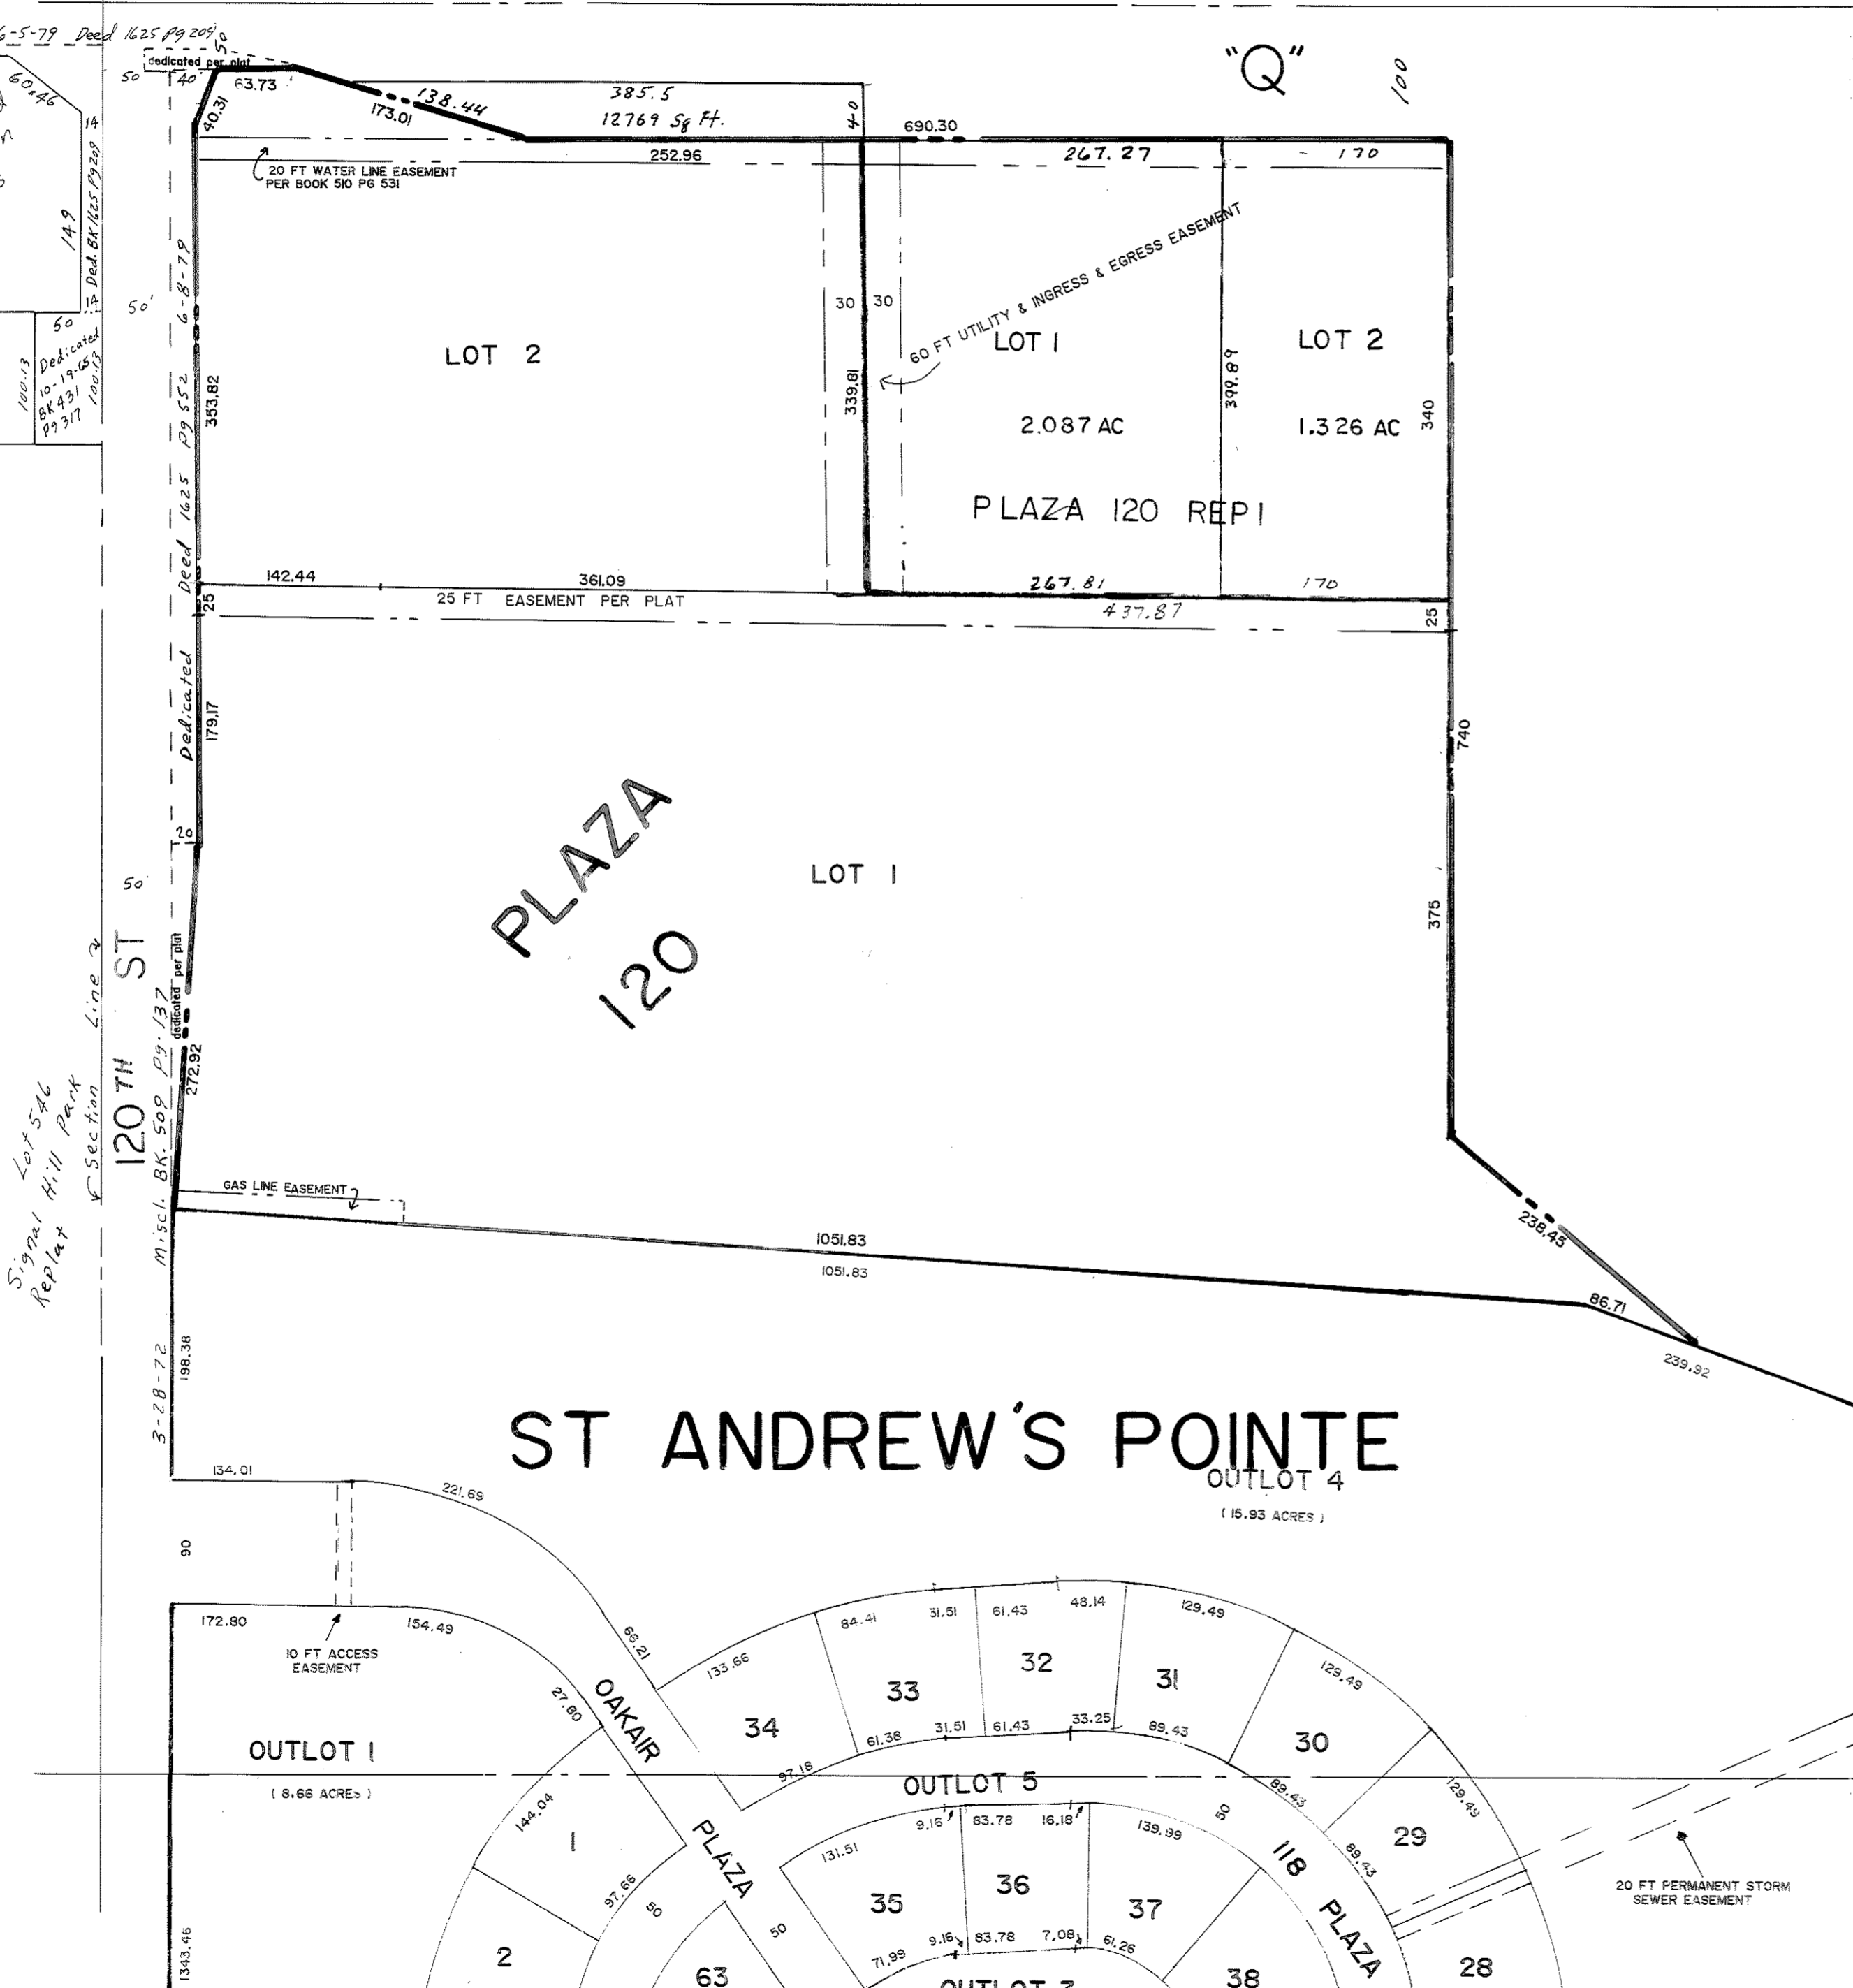 6-5-79 Deed 1625 Pg 209
50
dedicated per plat
50
40'
63.73
"Q"
100
60.46
40.31
173.01
138.44
385.5
12769 Sq Ft.
40
690.30
14
252.96
267.27
170
20 FT WATER LINE EASEMENT
PER BOOK 510 PG 531
149
Ded. BK 1625 Pg 209
14
50'
60 FT UTILITY & INGRESS & EGRESS EASEMENT
30
30
50
Dedicated
10-19-65
BK 431
Pg 317
100.13
100.13
LOT 2
LOT 1
LOT 2
353.82
339.81
399.89
340
2.087 AC
1.326 AC
PLAZA 120 REP 1
Dedicated Deed 1625 Pg 552 6-8-79
142.44
361.09
267.81
170
25 FT EASEMENT PER PLAT
437.87
25
25
179.17
740
20
PLAZA
120
LOT 1
50'
375
120TH ST
Section Line
dedicated per plat
272.92
3-28-72 Miscl. BK. 509 Pg. 137
Lot 546
Signal Hill Park
Replat
GAS LINE EASEMENT
1051.83
1051.83
238.45
86.71
239.92
198.38
ST ANDREW'S POINTE
OUTLOT 4
(15.93 ACRES)
134.01
221.69
90
172.80
154.49
10 FT ACCESS
EASEMENT
66.21
27.80
OAKAIR
PLAZA
133.66
84.41
31.51
61.43
48.14
129.49
129.49
129.49
34
33
32
31
30
29
28
97.18
61.38
31.51
61.43
33.25
89.43
89.43
89.43
OUTLOT 1
(8.66 ACRES)
OUTLOT 5
50
118 PLAZA
144.04
1
97.66
50
2
63
50
131.51
9.16
83.78
16.18
139.99
35
36
37
38
71.99
9.16
83.78
7.08
61.26
OUTLOT 3
20 FT PERMANENT STORM
SEWER EASEMENT
1343.46